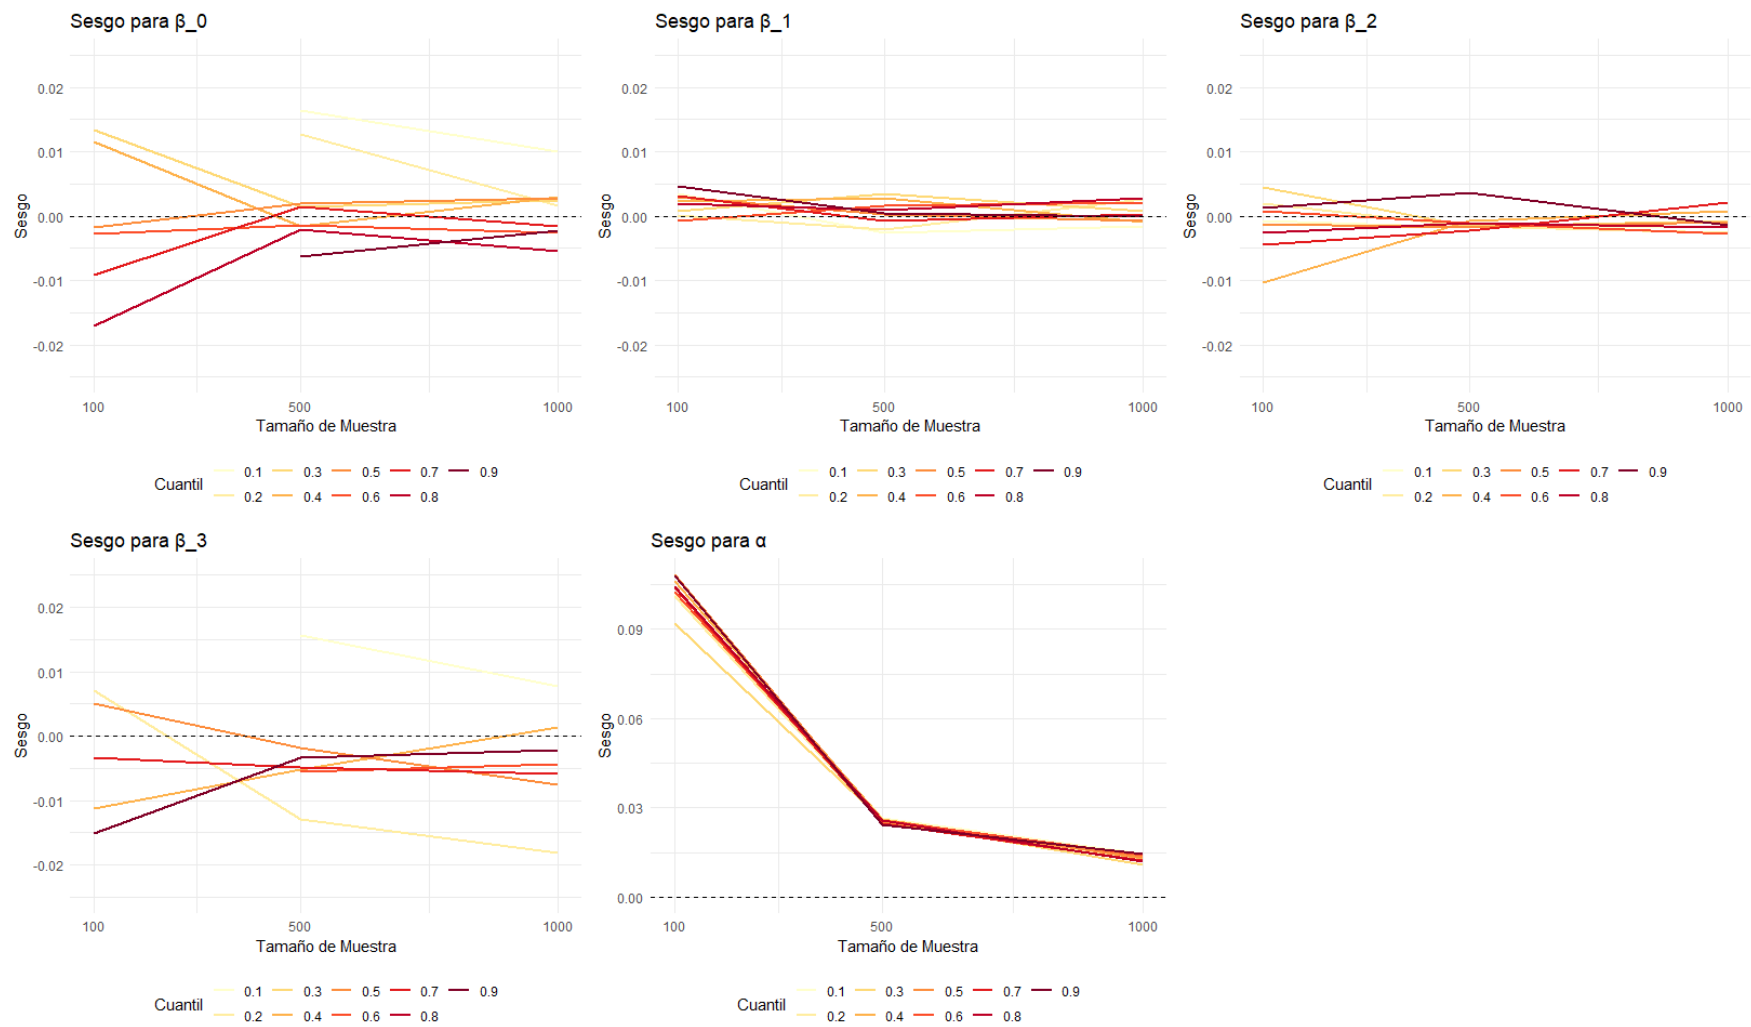 Sesgo para β_0
Sesgo
0.02
0.01
0.00
-0.01
-0.02
100 500 1000
Tamaño de Muestra
Cuantil
0.1 0.3 0.5 0.7 0.9
0.2 0.4 0.6 0.8
Sesgo para β_1
Sesgo
0.02
0.01
0.00
-0.01
-0.02
100 500 1000
Tamaño de Muestra
Cuantil
0.1 0.3 0.5 0.7 0.9
0.2 0.4 0.6 0.8
Sesgo para β_2
Sesgo
0.02
0.01
0.00
-0.01
-0.02
100 500 1000
Tamaño de Muestra
Cuantil
0.1 0.3 0.5 0.7 0.9
0.2 0.4 0.6 0.8
Sesgo para β_3
Sesgo
0.02
0.01
0.00
-0.01
-0.02
100 500 1000
Tamaño de Muestra
Cuantil
0.1 0.3 0.5 0.7 0.9
0.2 0.4 0.6 0.8
Sesgo para α
Sesgo
0.09
0.06
0.03
0.00
100 500 1000
Tamaño de Muestra
Cuantil
0.1 0.3 0.5 0.7 0.9
0.2 0.4 0.6 0.8